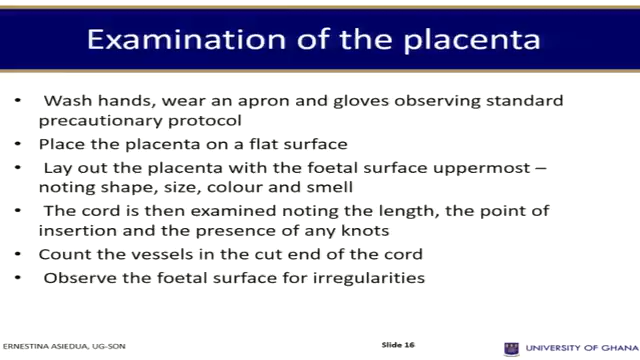 Examination of the placenta
• Wash hands, wear an apron and gloves observing standard
precautionary protocol
• Place the placenta on a flat surface
• Lay out the placenta with the foetal surface uppermost –
noting shape, size, colour and smell
• The cord is then examined noting the length, the point of
insertion and the presence of any knots
• Count the vessels in the cut end of the cord
• Observe the foetal surface for irregularities
ERNESTINA ASIEDUA, UG-SON
Slide 16
UNIVERSITY OF GHANA